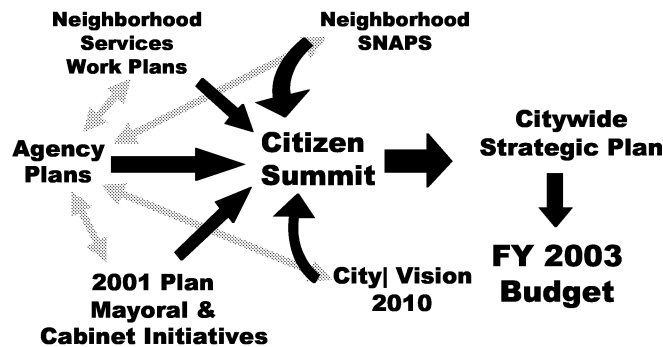 Neighborhood
Services
Work Plans
Neighborhood
SNAPS
Agency
Plans
Citizen
Summit
Citywide
Strategic Plan
2001 Plan
Mayoral &
Cabinet Initiatives
City| Vision
2010
FY 2003
Budget